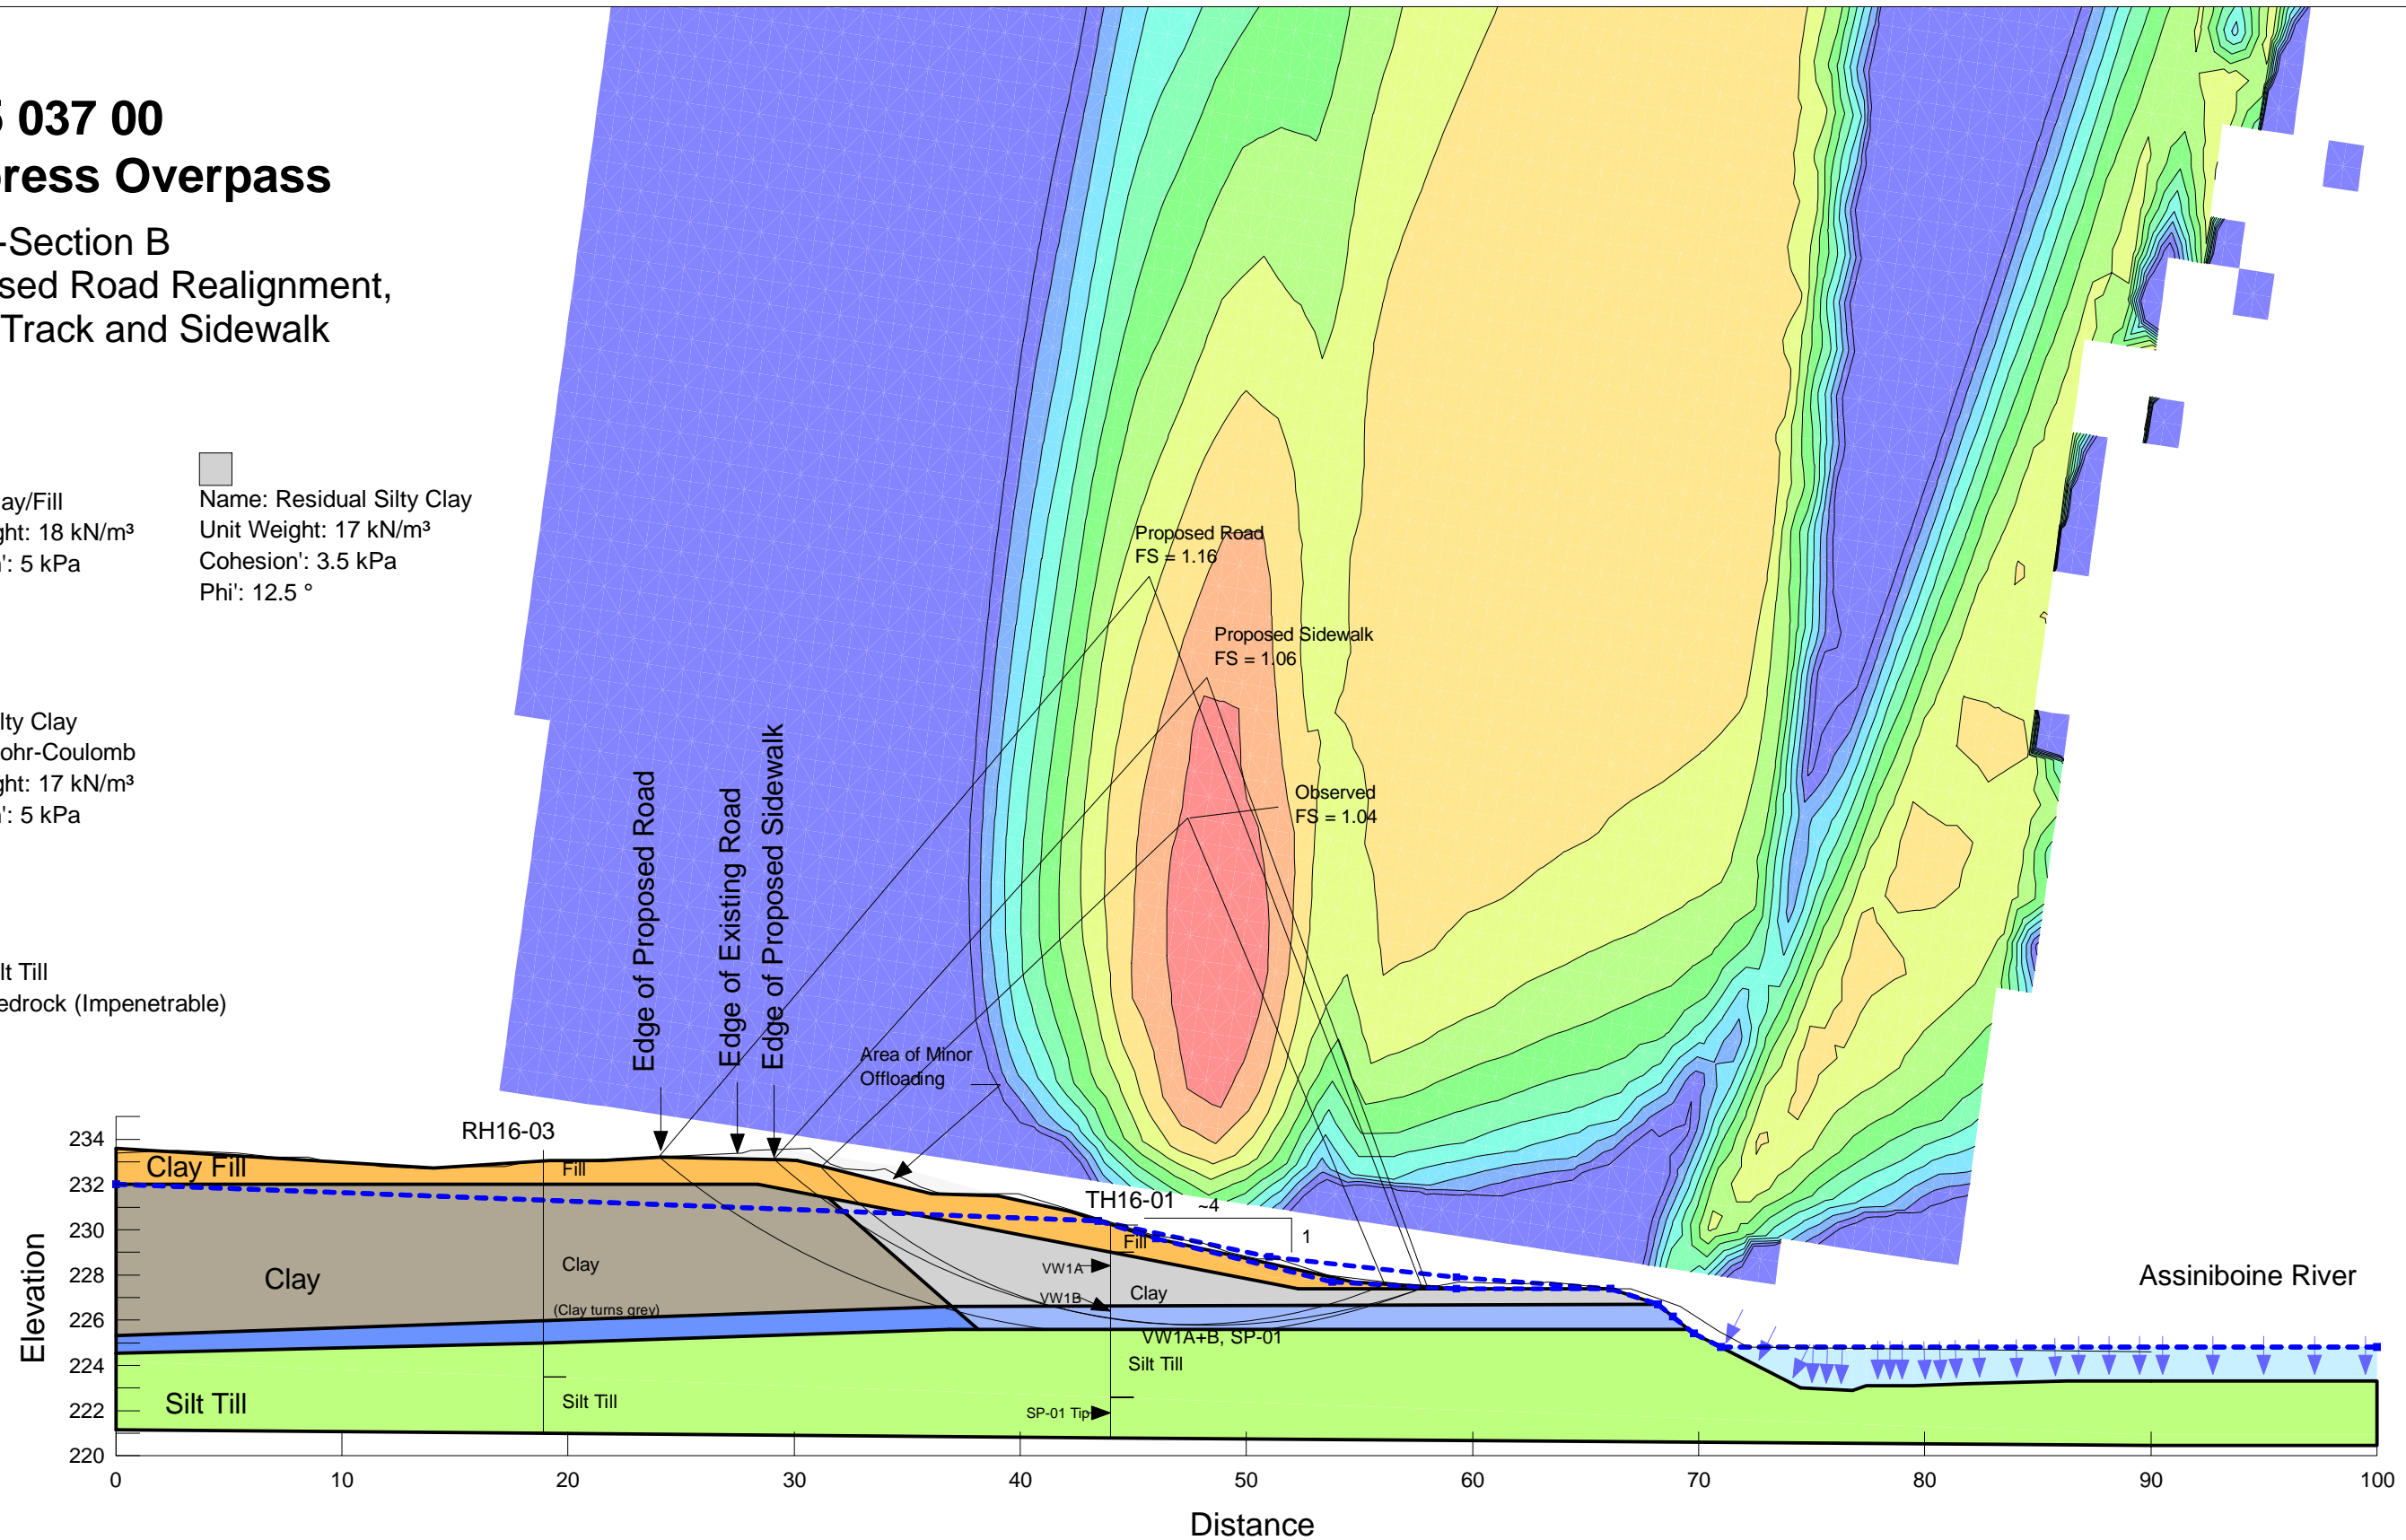 5 037 00
press Overpass
-Section B
sed Road Realignment,
Track and Sidewalk
ay/Fill
ght: 18 kN/m³
n': 5 kPa
Name: Residual Silty Clay
Unit Weight: 17 kN/m³
Cohesion': 3.5 kPa
Phi': 12.5 °
lty Clay
ohr-Coulomb
ght: 17 kN/m³
n': 5 kPa
lt Till
edrock (Impenetrable)
Proposed Road
FS = 1.16
Proposed Sidewalk
FS = 1.06
Observed
FS = 1.04
Edge of Proposed Road
Edge of Existing Road
Edge of Proposed Sidewalk
Area of Minor
Offloading
RH16-03
TH16-01
~4
1
Clay Fill
Fill
Fill
Clay
Clay
(Clay turns grey)
VW1A
VW1B
Clay
VW1A+B, SP-01
Silt Till
Silt Till
Silt Till
SP-01 Tip
Assiniboine River
Elevation
234
232
230
228
226
224
222
220
0 10 20 30 40 50 60 70 80 90 100
Distance